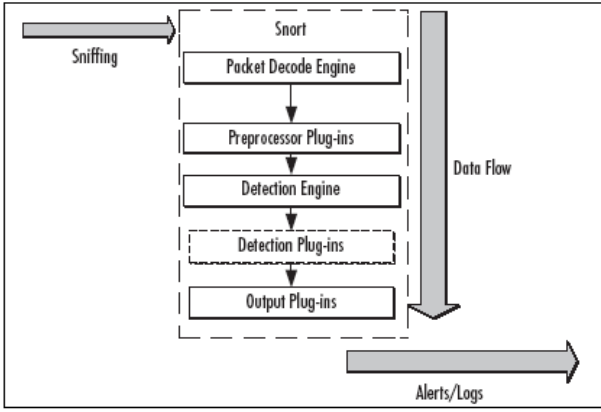 Snort
Sniffing
Packet Decode Engine
Preprocessor Plug-ins
Data Flow
Detection Engine
Detection Plug-ins
Output Plug-ins
Alerts/Logs